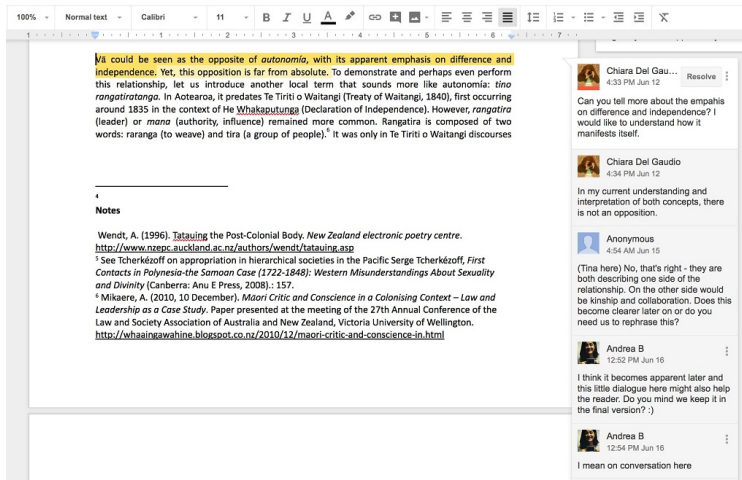 100% Normal text Calibri 11 B I U A
1 1 2 3 4 5 6 7
Vā could be seen as the opposite of autonomía, with its apparent emphasis on difference and
independence. Yet, this opposition is far from absolute. To demonstrate and perhaps even perform
this relationship, let us introduce another local term that sounds more like autonomía: tino
rangatiratanga. In Aotearoa, it predates Te Tiriti o Waitangi (Treaty of Waitangi, 1840), first occurring
around 1835 in the context of He Whakaputunga (Declaration of Independence). However, rangatira
(leader) or mana (authority, influence) remained more common. Rangatira is composed of two
words: raranga (to weave) and tira (a group of people).6 It was only in Te Tiriti o Waitangi discourses
4
Notes
Wendt, A. (1996). Tatauing the Post-Colonial Body. New Zealand electronic poetry centre.
http://www.nzepc.auckland.ac.nz/authors/wendt/tatauing.asp
5 See Tcherkézoff on appropriation in hierarchical societies in the Pacific Serge Tcherkézoff, First
Contacts in Polynesia-the Samoan Case (1722-1848): Western Misunderstandings About Sexuality
and Divinity (Canberra: Anu E Press, 2008).: 157.
6 Mikaere, A. (2010, 10 December). Māori Critic and Conscience in a Colonising Context – Law and
Leadership as a Case Study. Paper presented at the meeting of the 27th Annual Conference of the
Law and Society Association of Australia and New Zealand, Victoria University of Wellington.
http://whaaingawahine.blogspot.co.nz/2010/12/maori-critic-and-conscience-in.html
Chiara Del Gau...
4:33 PM Jun 12
Resolve
Can you tell more about the empahis
on difference and independence? I
would like to understand how it
manifests itself.
Chiara Del Gaudio
4:34 PM Jun 12
In my current understanding and
interpretation of both concepts, there
is not an opposition.
Anonymous
4:54 AM Jun 15
(Tina here) No, that's right - they are
both describing one side of the
relationship. On the other side would
be kinship and collaboration. Does this
become clearer later on or do you
need us to rephrase this?
Andrea B
12:52 PM Jun 16
I think it becomes apparent later and
this little dialogue here might also help
the reader. Do you mind we keep it in
the final version? :)
Andrea B
12:54 PM Jun 16
I mean on conversation here